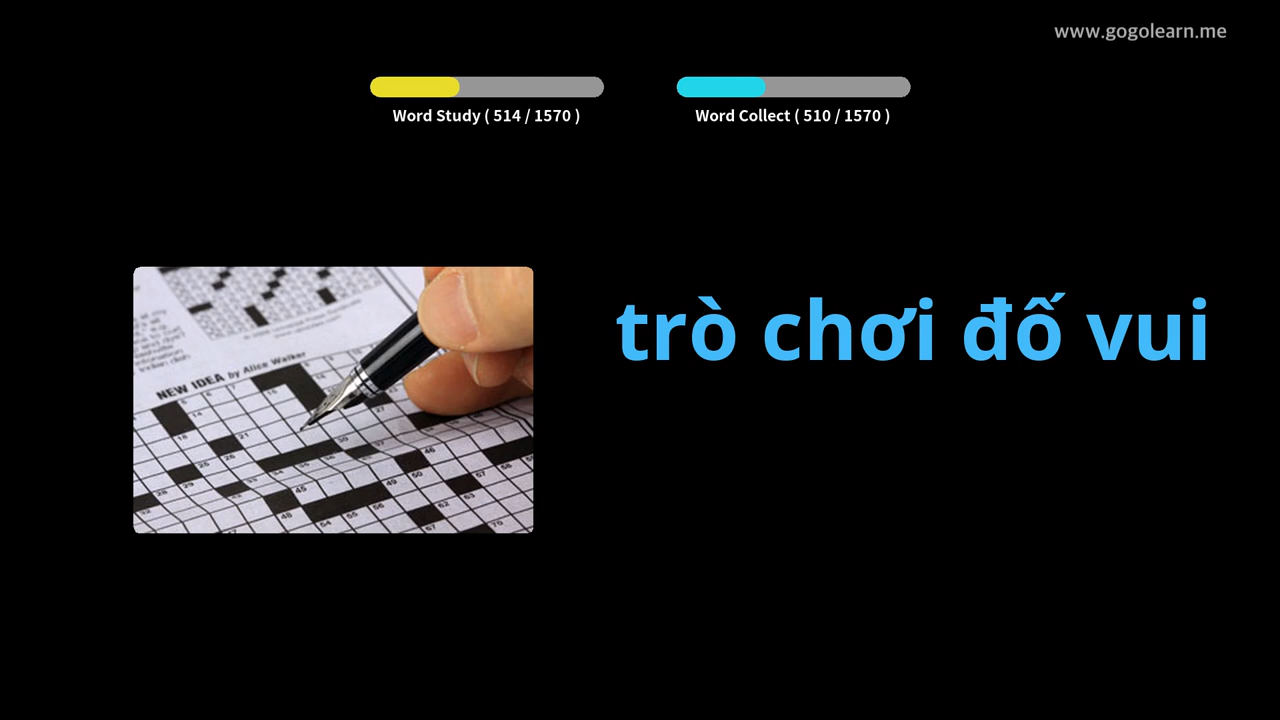 www.gogolearn.me
Word Study ( 514 / 1570 )
Word Collect ( 510 / 1570 )
trò chơi đố vui
NEW IDEA by Alice Walker